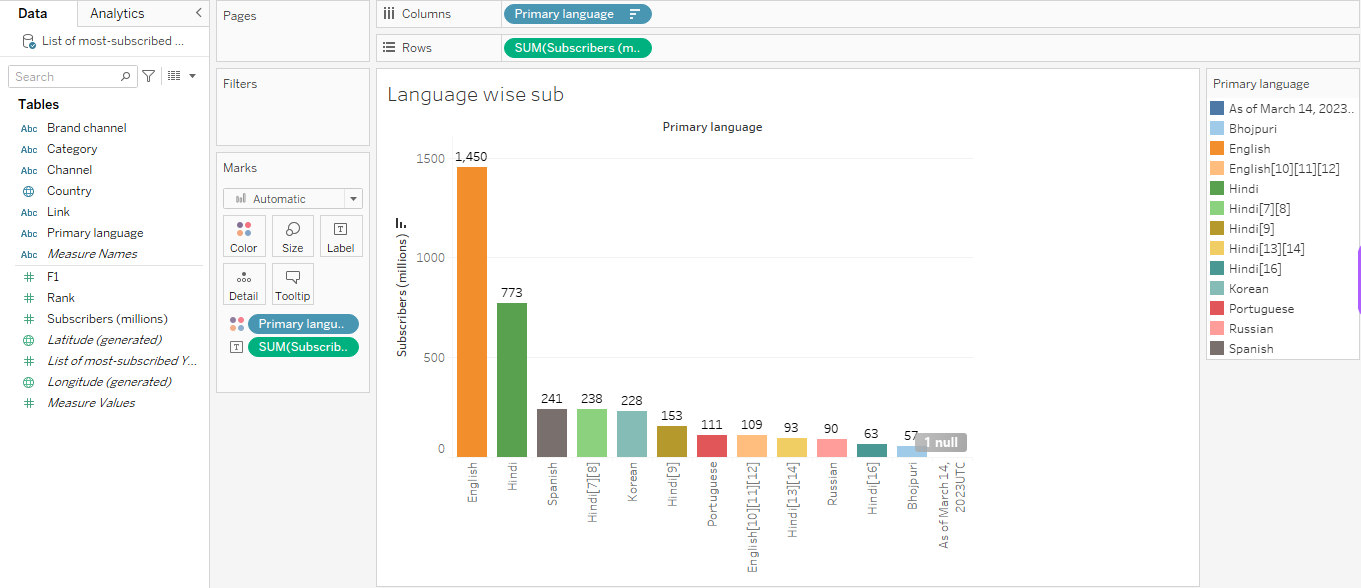 Data
Analytics
List of most-subscribed ...
Search
Tables
Abc Brand channel
Abc Category
Abc Channel
Country
Abc Link
Abc Primary language
Abc Measure Names
F1
Rank
Subscribers (millions)
Latitude (generated)
List of most-subscribed Y...
Longitude (generated)
Measure Values
Pages
Filters
Marks
Automatic
Color
Size
Label
Detail
Tooltip
Primary langu..
SUM(Subscrib..
Columns
Primary language
Rows
SUM(Subscribers (m..
Language wise sub
Primary language
Subscribers (millions)
1500
1000
500
0
1,450
773
241
238
228
153
111
109
93
90
63
57
1 null
English
Hindi
Spanish
Hindi[7][8]
Korean
Hindi[9]
Portuguese
English[10][11][12]
Hindi[13][14]
Russian
Hindi[16]
Bhojpuri
As of March 14,
2023UTC
Primary language
As of March 14, 2023..
Bhojpuri
English
English[10][11][12]
Hindi
Hindi[7][8]
Hindi[9]
Hindi[13][14]
Hindi[16]
Korean
Portuguese
Russian
Spanish